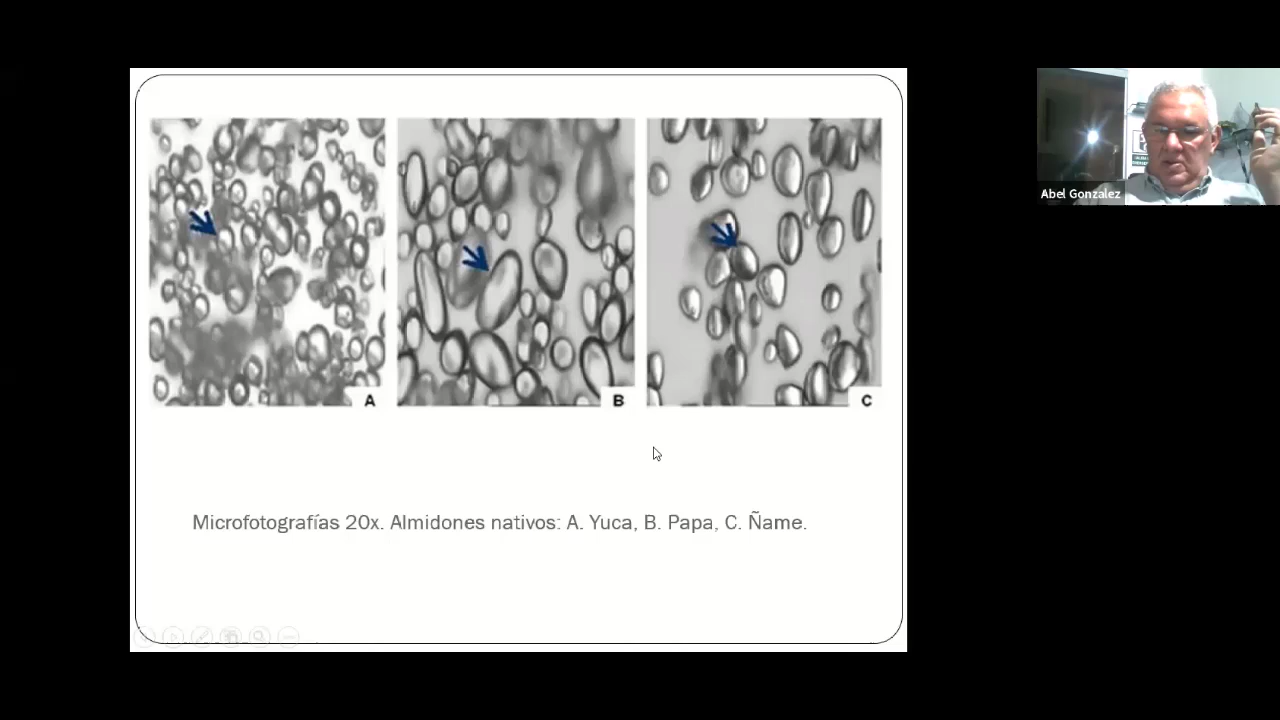 A
B
C
Microfotografías 20x. Almidones nativos: A. Yuca, B. Papa, C. Ñame.
Abel Gonzalez